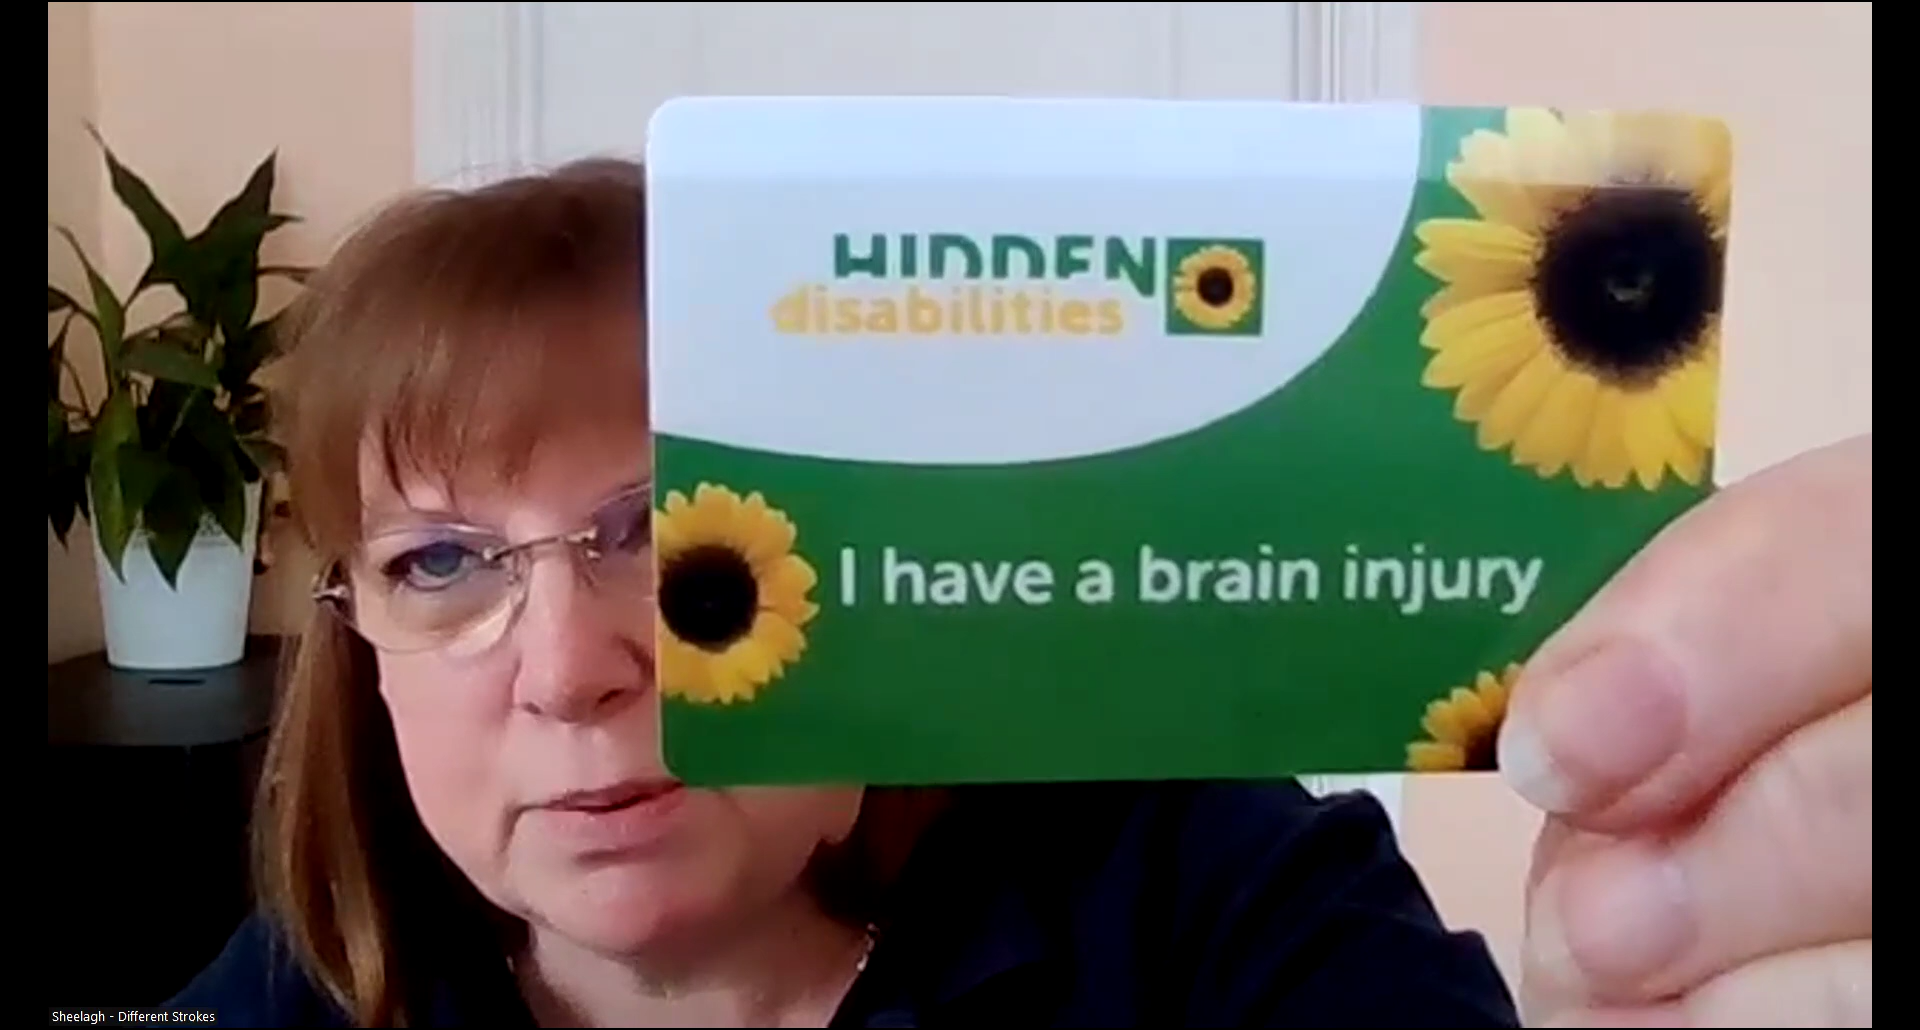 HIDDEN
disabilities
I have a brain injury
Sheelagh - Different Strokes